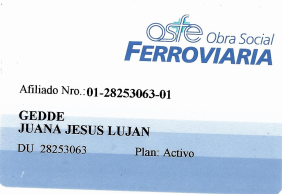 osfe Obra Social
FERROVIARIA
Afiliado Nro.:01-28253063-01
GEDDE
JUANA JESUS LUJAN
DU 28253063 Plan: Activo